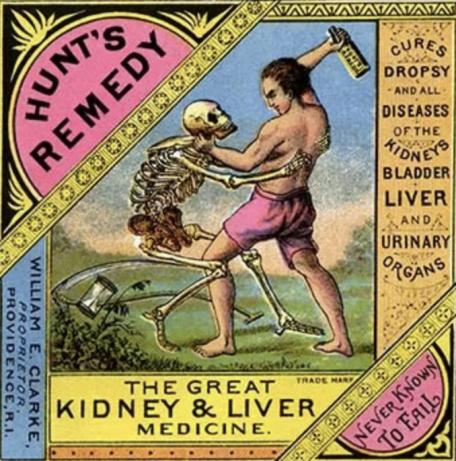 HUNT'S
REMEDY
CURES
DROPSY
AND ALL
DISEASES
OF THE
KIDNEYS
BLADDER
LIVER
AND
URINARY
ORGANS
WILLIAM E. CLARKE,
PROPRIETOR,
PROVIDENCE, R.I.
TRADE MARK
THE GREAT
KIDNEY & LIVER
MEDICINE.
NEVER KNOWN
TO FAIL